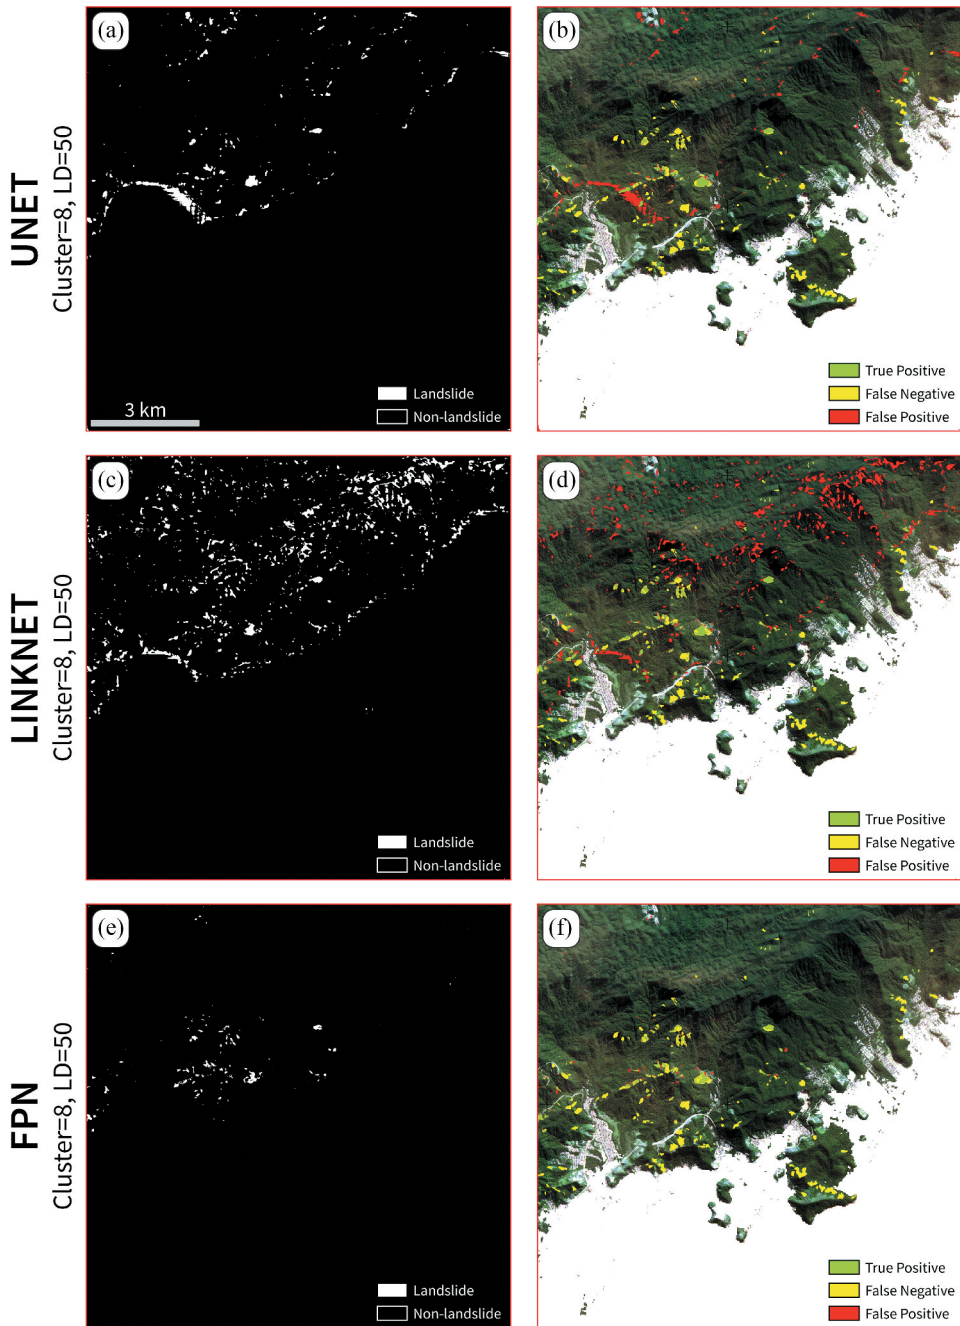 UNET
Cluster=8, LD=50
(a)
Landslide
Non-landslide
3 km
(b)
True Positive
False Negative
False Positive
LINKNET
Cluster=8, LD=50
(c)
Landslide
Non-landslide
(d)
True Positive
False Negative
False Positive
FPN
Cluster=8, LD=50
(e)
Landslide
Non-landslide
(f)
True Positive
False Negative
False Positive